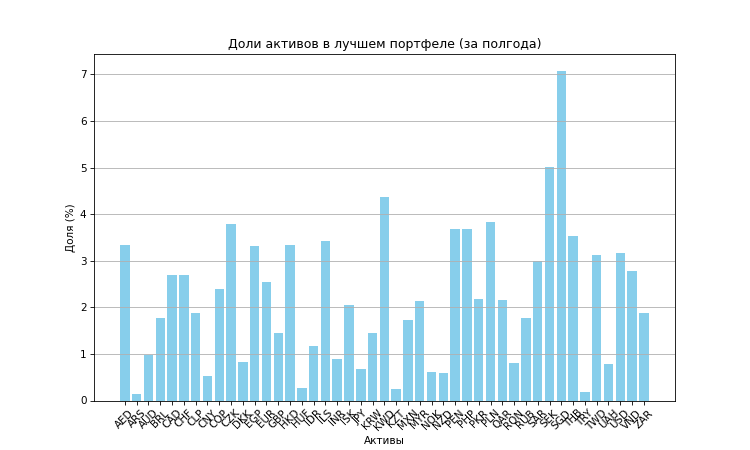 Доли активов в лучшем портфеле (за полгода)
Доля (%)
7
6
5
4
3
2
1
0
AED ARS AUD BRL CAD CHF CLP CNY COP CZK DKK EGP EUR GBP HKD HUF IDR ILS INR ISK JPY KRW KWD KZT MXN MYR NOK NZD PEN PHP PKR PLN QAR RON RUB SAR SEK SGD THB TRY TWD UAH USD VND ZAR
Активы